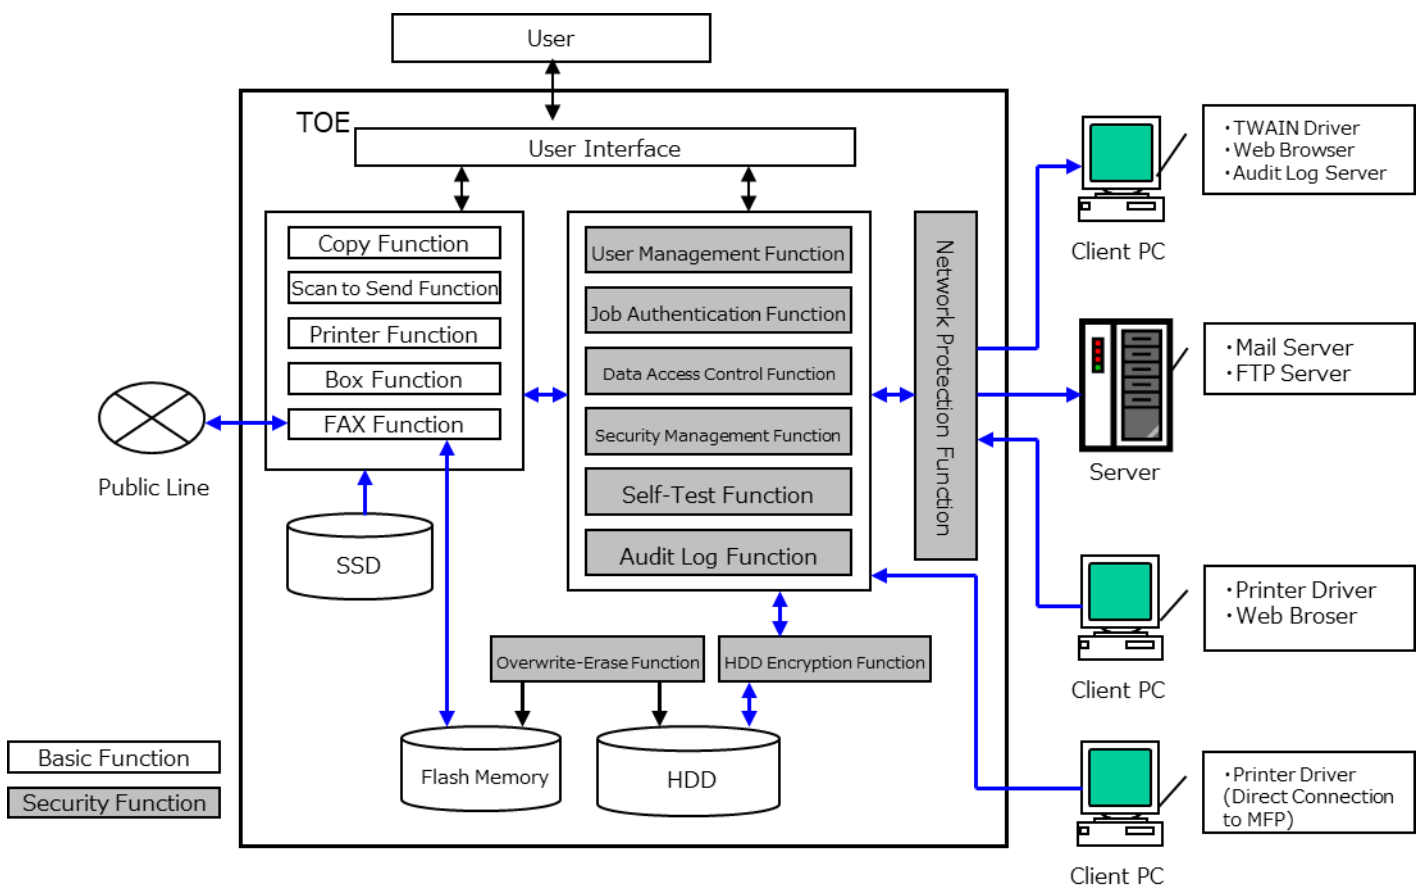 User
TOE
User Interface
Copy Function
Scan to Send Function
Printer Function
Box Function
FAX Function
User Management Function
Job Authentication Function
Data Access Control Function
Security Management Function
Self-Test Function
Audit Log Function
Network Protection Function
Public Line
SSD
Overwrite-Erase Function
HDD Encryption Function
Flash Memory
HDD
Basic Function
Security Function
・TWAIN Driver
・Web Browser
・Audit Log Server
Client PC
・Mail Server
・FTP Server
Server
・Printer Driver
・Web Broser
Client PC
・Printer Driver
(Direct Connection
to MFP)
Client PC